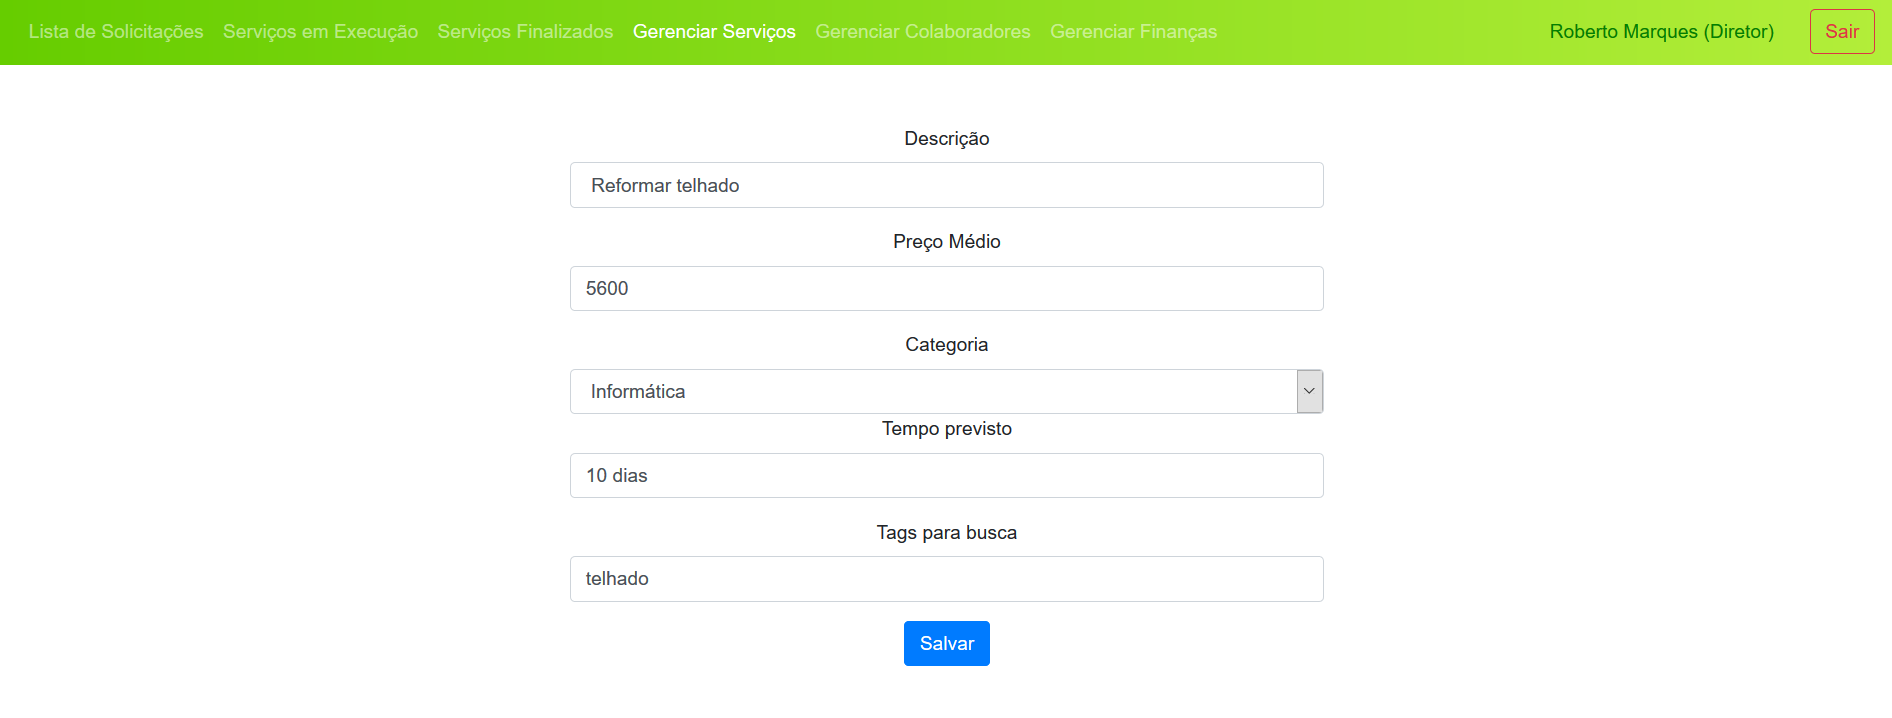 Lista de Solicitações Serviços em Execução Serviços Finalizados Gerenciar Serviços Gerenciar Colaboradores Gerenciar Finanças Roberto Marques (Diretor) Sair
Descrição
Reformar telhado
Preço Médio
5600
Categoria
Informática
Tempo previsto
10 dias
Tags para busca
telhado
Salvar